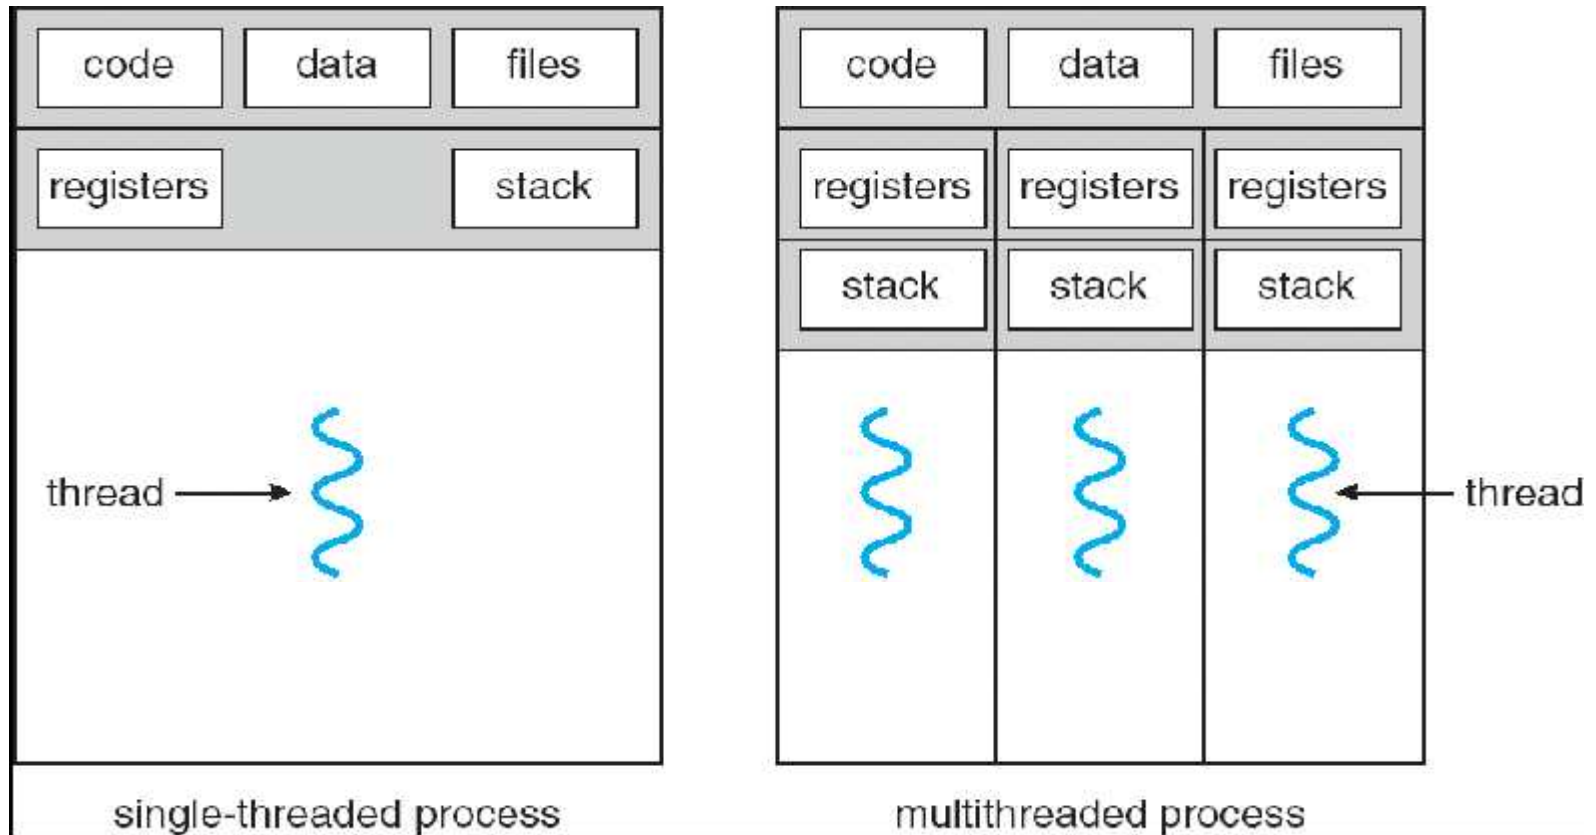 code data files
registers stack
thread
single-threaded process
code data files
registers registers registers
stack stack stack
thread
multithreaded process